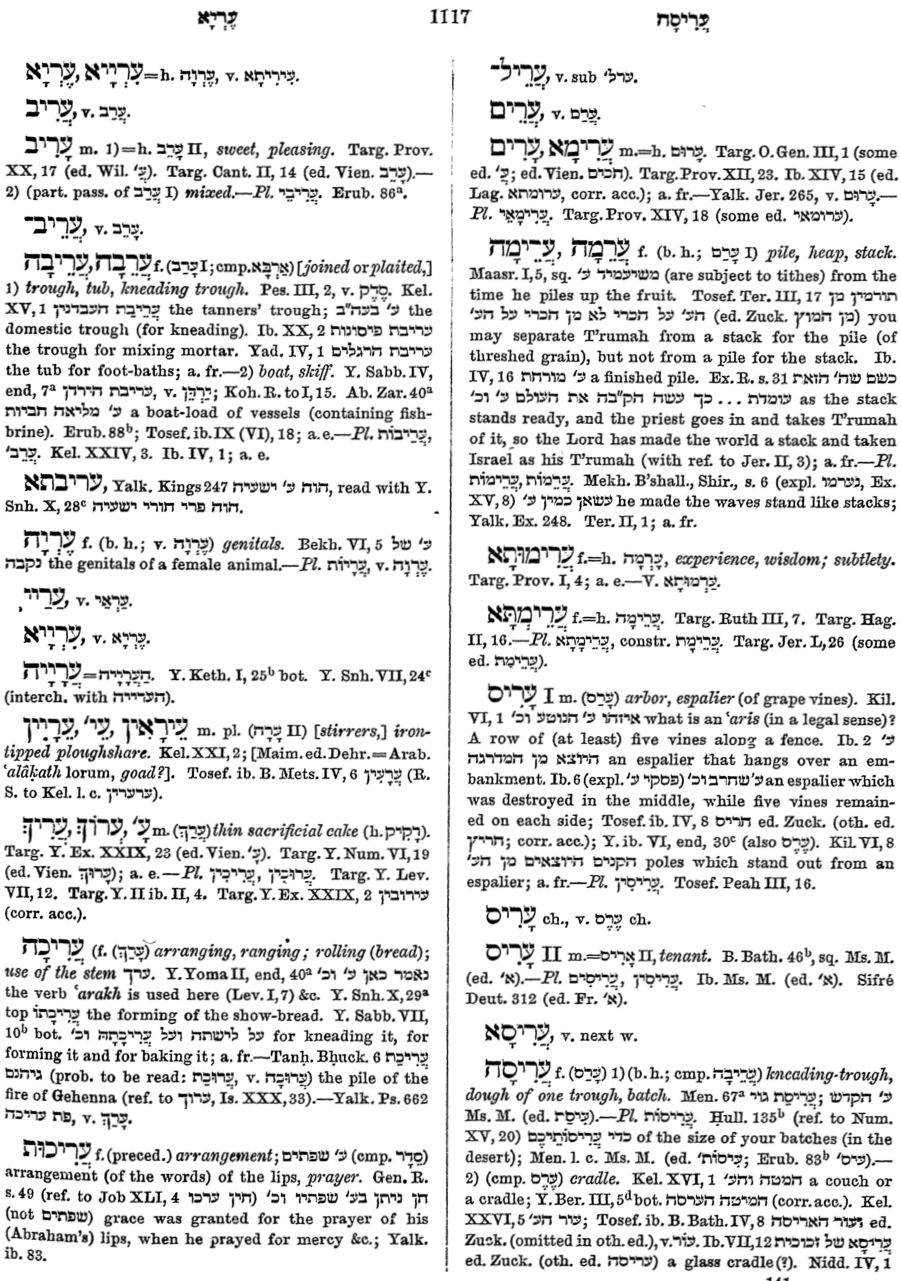 עֶרְיָא
1117
עֲרִיסָה
עֶרְיָא, עִרְיָיא=h. עֶרְוָה, v. עִירִיתָא.
עֲרִיב, v. עֲרַב.
עָרִיב m. 1)=h. עָרֵב II, sweet, pleasing. Targ. Prov.
XX, 17 (ed. Wil. 'עֲ). Targ. Cant. II, 14 (ed. Vien. עֲרֵב).—
2) (part. pass. of עֲרַב I) mixed.—Pl. עֲרִיבֵי. Erub. 86ª.
עֲרֵיב־, v. עֲרֵב.
עֲרֵבָה, עֲרֵיבָה f. (עָרַב I; cmp. אַרְבָּא) [joined or plaited,]
1) trough, tub, kneading trough. Pes. III, 2, v. סֶדֶק. Kel.
XV, 1 עֲרֵיבַת העבדנין the tanners' trough; ע' בעה"ב the
domestic trough (for kneading). Ib. XX, 2 עריבת פיסונות
the trough for mixing mortar. Yad. IV, 1 עריבת הרגלים
the tub for foot-baths; a. fr.—2) boat, skiff. Y. Sabb. IV,
end, 7ª עריבת הירדן, v. יַרְדֵּן; Koh. R. to I, 15. Ab. Zar. 40ª
ע' מליאה חביות a boat-load of vessels (containing fish-
brine). Erub. 88ᵇ; Tosef. ib. IX (VI), 18; a. e.—Pl. עֲרֵיבוֹת,
עֲרֵב'. Kel. XXIV, 3. Ib. IV, 1; a. e.
עריבתא, Yalk. Kings 247 הוה ע' ישעיה, read with Y.
Snh. X, 28ᶜ הוה פרי חורי ישעיה.
עֶרְיָה f. (b. h.; v. עֶרְוָה) genitals. Bekh. VI, 5 ע' של
נקבה the genitals of a female animal.—Pl. עֲרָיוֹת, v. עֶרְוָה.
עֲרַיי, v. עֲרַאי.
עִרְיָיא, v. עֶרְיָא.
עֲרָיָיה=הַעֲרָיָיה. Y. Keth. I, 25ᵇ bot. Y. Snh. VII, 24ᶜ
(interch. with העורייה).
עֵירָאִין, עֵי', עֲרָיִין m. pl. (עָרָה II) [stirrers,] iron-
tipped ploughshare. Kel. XXI, 2; [Maim. ed. Dehr.=Arab.
ʻalâḳath lorum, goad?]. Tosef. ib. B. Mets. IV, 6 עֲרָעִין (R.
S. to Kel. l. c. ערערין).
עָרִיךְ, עָרוֹךְ, עָ' m. (עֲרַךְ) thin sacrificial cake (h. רָקִיק).
Targ. Y. Ex. XXIX, 23 (ed. Vien. 'עֲ). Targ. Y. Num. VI, 19
(ed. Vien. עָרוּךְ); a. e.—Pl. עֲרִיכִין, עֲרוּכִין. Targ. Y. Lev.
VII, 12. Targ. Y. II ib. II, 4. Targ. Y. Ex. XXIX, 2 עירובין
(corr. acc.).
עֲרִיכָה (f. (עָרַךְ) arranging, ranging; rolling (bread);
use of the stem ערך. Y. Yoma II, end, 40ª נאמר כאן ע' וכ'
the verb ʻarakh is used here (Lev. I, 7) &c. Y. Snh. X, 29ª
top עֲרִיכָתוֹ the forming of the show-bread. Y. Sabb. VII,
10ᵇ bot. על לישתה ועל עֲרִיכָתָהּ וכ' for kneading it, for
forming it and for baking it; a. fr.—Tanḥ. Bḥuck. 6 עֲרִיכַת
גיהנם (prob. to be read: עֲרוּכַת, v. עֲרוּכָה) the pile of the
fire of Gehenna (ref. to ערוך, Is. XXX, 33).—Yalk. Ps. 662
פת עריכה, v. עֲרַךְ.
עֲרִיכוּת f. (preced.) arrangement; ע' שפתים (cmp. סֵדֶר)
arrangement (of the words) of the lips, prayer. Gen. R.
s. 49 (ref. to Job XLI, 4 חין ערכו) חן ניתן בע' שפתיו וכ'
(not שפתים) grace was granted for the prayer of his
(Abraham's) lips, when he prayed for mercy &c.; Yalk.
ib. 83.
עֲרֵיל־, v. sub ערל'.
עֲרֵים, v. עֲרַם.
עָרִים, עֲרִימָא m.=h. עָרוּם. Targ. O. Gen. III, 1 (some
ed. 'עֲ; ed. Vien. חכים). Targ. Prov. XII, 23. Ib. XIV, 15 (ed.
Lag. ערומתא, corr. acc.); a. fr.—Yalk. Jer. 265, v. עָרוּם.—
Pl. עֲרִימָאֵי. Targ. Prov. XIV, 18 (some ed. ערומאי).
עֲרֵמָה, עֲרֵימָה f. (b. h.; עָרַם I) pile, heap, stack.
Maasr. I, 5, sq. משיעמיד ע' (are subject to tithes) from the
time he piles up the fruit. Tosef. Ter. III, 17 תורמין מן
הע' על הכרי לא מן הכרי על הע' (ed. Zuck. מן המוץ) you
may separate T'rumah from a stack for the pile (of
threshed grain), but not from a pile for the stack. Ib.
IV, 16 ע' מורחת a finished pile. Ex. R. s. 31 כשם שה' הזאת
עומדת ... כך עשה הק"בה את העולם ע' וכ' as the stack
stands ready, and the priest goes in and takes T'rumah
of it, so the Lord has made the world a stack and taken
Israel as his T'rumah (with ref. to Jer. II, 3); a. fr.—Pl.
עֲרֵמוֹת, עֲרֵימוֹת. Mekh. B'shall., Shir., s. 6 (expl. נערמו, Ex.
XV, 8) עשאן כמין ע' he made the waves stand like stacks;
Yalk. Ex. 248. Ter. II, 1; a. fr.
עֲרִימוּתָא f.=h. עָרְמָה, experience, wisdom; subtlety.
Targ. Prov. I, 4; a. e.—V. עַרְמוּתָא.
עֲרֵימְתָּא f.=h. עֲרֵימָה. Targ. Ruth III, 7. Targ. Hag.
II, 16.—Pl. עֲרֵימָתָא, constr. עֲרֵימָת. Targ. Jer. L, 26 (some
ed. עֲרֵימַת).
עָרִיס I m. (עָרַס) arbor, espalier (of grape vines). Kil.
VI, 1 איזהו ע' הנוטע וכ' what is an ʻaris (in a legal sense)?
A row of (at least) five vines along a fence. Ib. 2 ע'
היוצא מן המדרגה an espalier that hangs over an em-
bankment. Ib. 6 (expl. פסקי ע') ע' שחרב וכ' an espalier which
was destroyed in the middle, while five vines remain-
ed on each side; Tosef. ib. IV, 8 חריס ed. Zuck. (oth. ed.
חריץ; corr. acc.); Y. ib. VI, end, 30ᶜ (also עָרֶס). Kil VI, 8
הקנים היוצאים מן הע' poles which stand out from an
espalier; a. fr.—Pl. עֲרִיסִין. Tosef. Peah III, 16.
עָרִיס ch., v. עֶרֶס ch.
עָרִיס II m.=אָרִיס II, tenant. B. Bath. 46ᵇ, sq. Ms. M.
(ed. 'א).—Pl. עֲרִיסִין, עֲרִיסִים. Ib. Ms. M. (ed. 'א). Sifré
Deut. 312 (ed. Fr. 'א).
עֲרִיסָא, v. next w.
עֲרִיסָה f. (עָרַס) 1) (b. h.; cmp. עֲרֵיבָה) kneading-trough,
dough of one trough, batch. Men. 67ª ע' הקדש; עֲרִיסַת גוי
Ms. M. (ed. עִיסַת).—Pl. עֲרִיסוֹת. Ḥull. 135ᵇ (ref. to Num.
XV, 20) כדי עֲרִיסוֹתֵיכֶם of the size of your batches (in the
desert); Men. l. c. Ms. M. (ed. עִיסוֹת'; Erub. 83ᵇ עיס').—
2) (cmp. עֶרֶס) cradle. Kel. XVI, 1 המטה והע' a couch or
a cradle; Y. Ber. III, 5ᵈ bot. המיטה הערסה (corr. acc.). Kel.
XXVI, 5 עור הע'; Tosef. ib. B. Bath. IV, 8 ועור האריסה ed.
Zuck. (omitted in oth. ed.), v. עוֹר. Ib. VII, 12 עֲרִיסָא של זכוכית
ed. Zuck. (oth. ed. עריסה) a glass cradle (?). Nidd. IV, 1